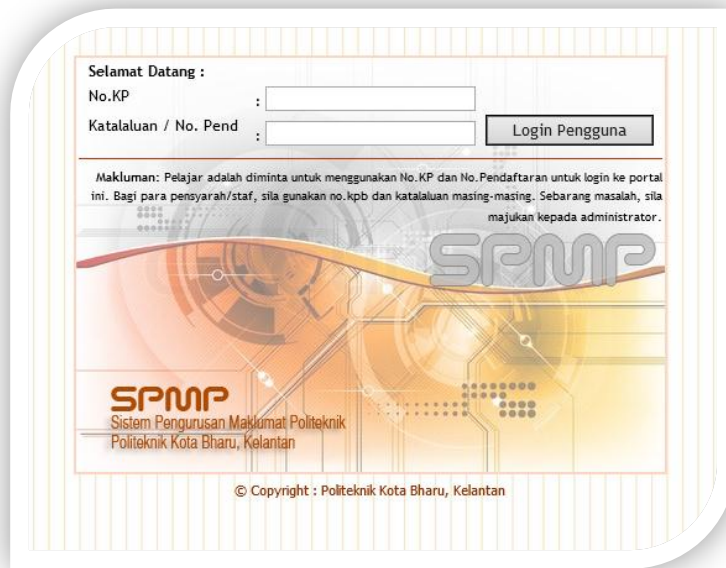 Selamat Datang :
No.KP :
Katalaluan / No. Pend : Login Pengguna
Makluman: Pelajar adalah diminta untuk menggunakan No.KP dan No.Pendaftaran untuk login ke portal
ini. Bagi para pensyarah/staf, sila gunakan no.kpb dan katalaluan masing-masing. Sebarang masalah, sila
majukan kepada administrator.
SPMP
SPMP
Sistem Pengurusan Maklumat Politeknik
Politeknik Kota Bharu, Kelantan
© Copyright : Politeknik Kota Bharu, Kelantan